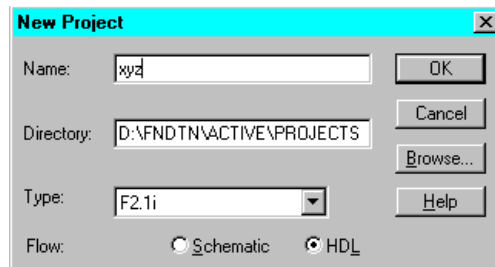 New Project
Name: xyz OK
Cancel
Directory: D:\FNDTN\ACTIVE\PROJECTS
Browse...
Type: F2.1i Help
Flow: Schematic HDL